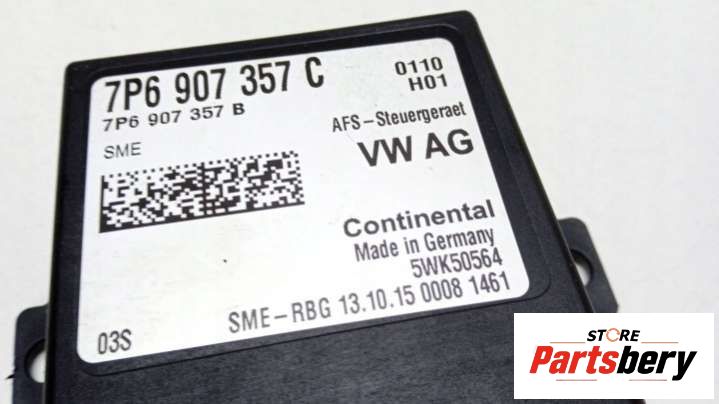 7P6 907 357 C
7P6 907 357 B
SME
0110
H01
AFS-Steuergeraet
VW AG
Continental
Made in Germany
5WK50564
SME-RBG 13.10.15 0008 1461
03S
STORE
Partsbery